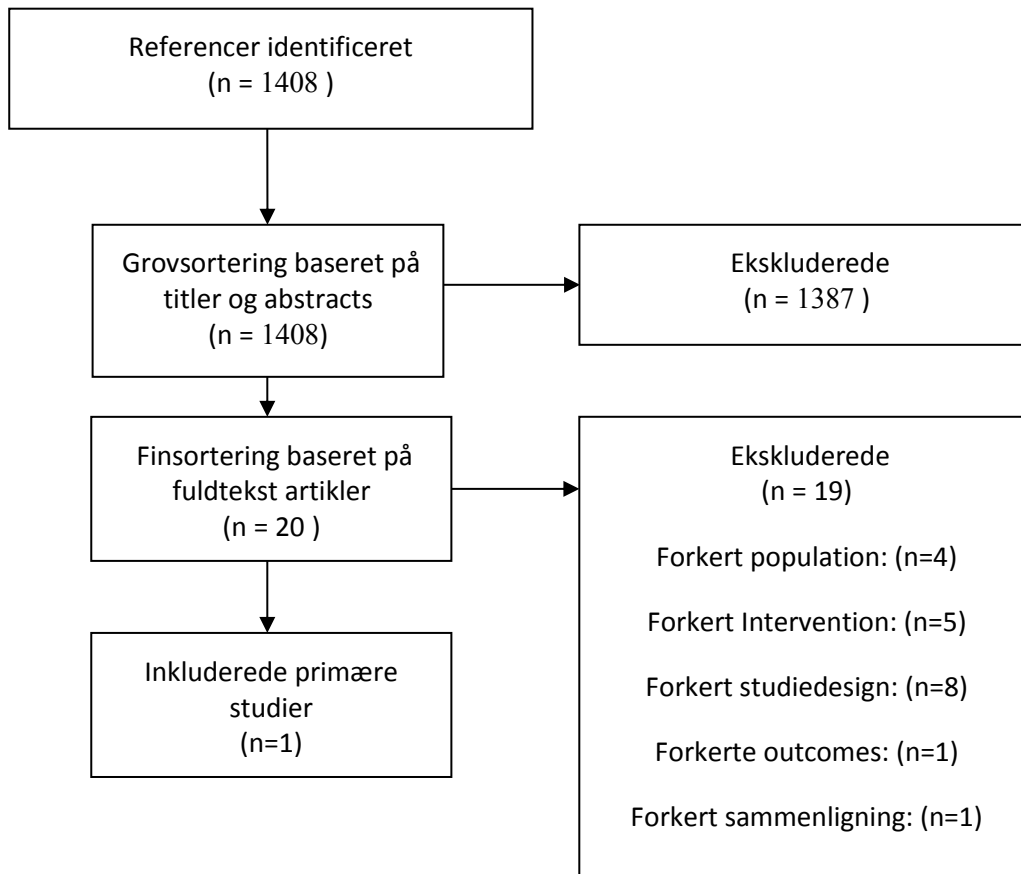 Referencer identificeret
(n = 1408 )
Grovsortering baseret på
titler og abstracts
(n = 1408)
Ekskluderede
(n = 1387 )
Finsortering baseret på
fuldtekst artikler
(n = 20 )
Ekskluderede
(n = 19)
Forkert population: (n=4)
Forkert Intervention: (n=5)
Forkert studiedesign: (n=8)
Forkerte outcomes: (n=1)
Forkert sammenligning: (n=1)
Inkluderede primære
studier
(n=1)